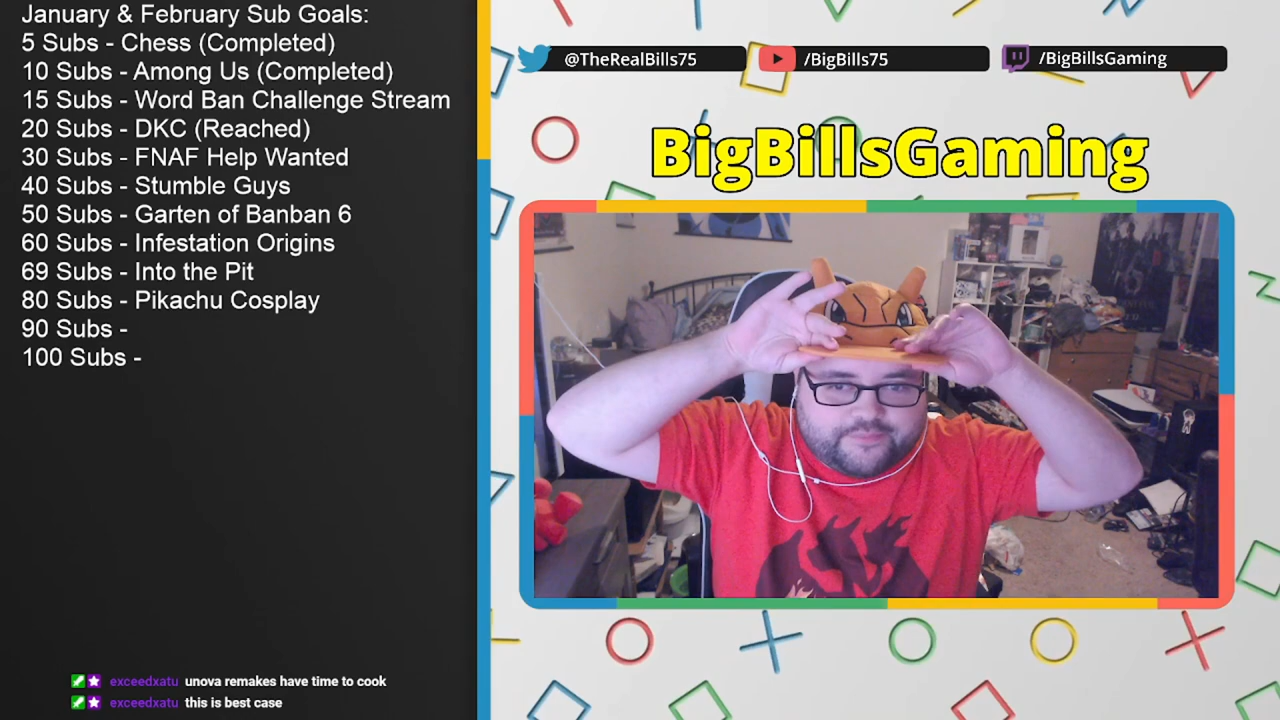 January & February Sub Goals:
5 Subs - Chess (Completed)
10 Subs - Among Us (Completed)
15 Subs - Word Ban Challenge Stream
20 Subs - DKC (Reached)
30 Subs - FNAF Help Wanted
40 Subs - Stumble Guys
50 Subs - Garten of Banban 6
60 Subs - Infestation Origins
69 Subs - Into the Pit
80 Subs - Pikachu Cosplay
90 Subs -
100 Subs -
@TheRealBills75
/BigBills75
/BigBillsGaming
BigBillsGaming
exceedxatu unova remakes have time to cook
exceedxatu this is best case